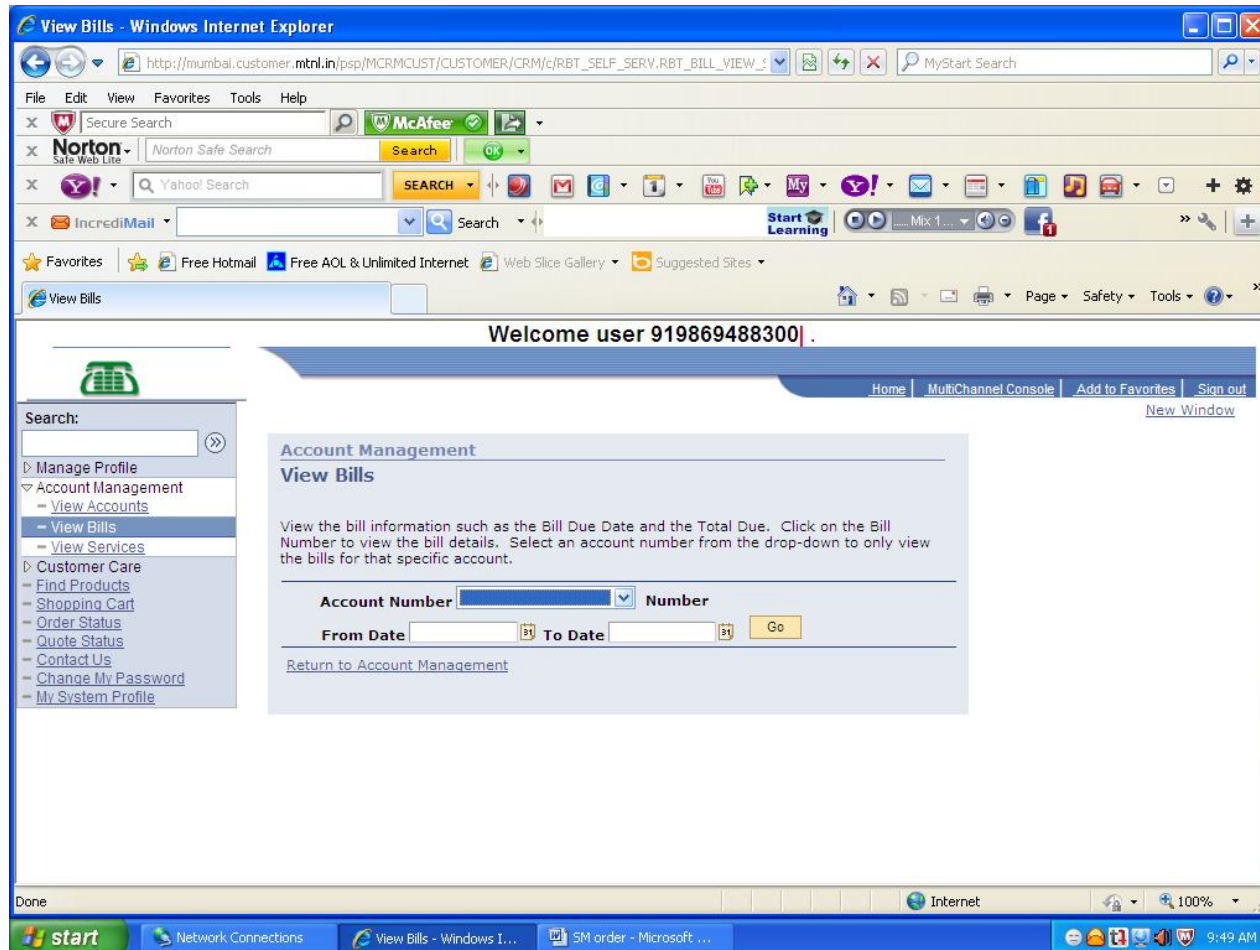 View Bills - Windows Internet Explorer
http://mumbai.customer.mtnl.in/psp/MCRMCUST/CUSTOMER/CRM/c/RBT_SELF_SERV.RBT_BILL_VIEW_S
MyStart Search
File Edit View Favorites Tools Help
x Secure Search McAfee
x Norton Safe Web Lite Norton Safe Search Search OK
x Y! Yahoo! Search SEARCH You Tube My Y!
x IncrediMail Search Start Learning ..... Mix 1... f 1 »
Favorites Free Hotmail Free AOL & Unlimited Internet Web Slice Gallery Suggested Sites
View Bills Page Safety Tools »
Welcome user 919869488300| .
Home | MultiChannel Console | Add to Favorites | Sign out
New Window
Search:
Manage Profile
Account Management
View Accounts
View Bills
View Services
Customer Care
Find Products
Shopping Cart
Order Status
Quote Status
Contact Us
Change My Password
My System Profile
Account Management
View Bills
View the bill information such as the Bill Due Date and the Total Due. Click on the Bill
Number to view the bill details. Select an account number from the drop-down to only view
the bills for that specific account.
Account Number Number
From Date 31 To Date 31 Go
Return to Account Management
Done Internet 100%
start Network Connections View Bills - Windows I... SM order - Microsoft ... 9:49 AM